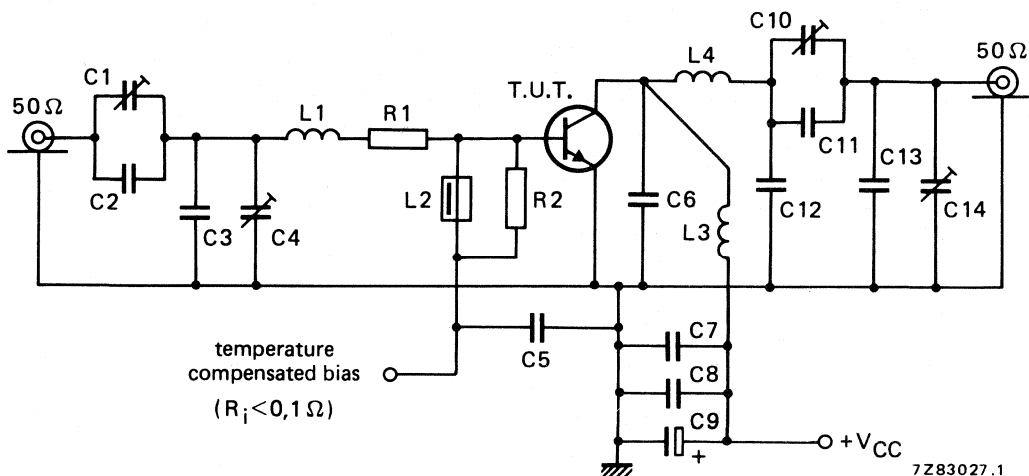 C10
50Ω
L4
C1
T.U.T.
50Ω
L1
R1
C11
C13
C2
L2
R2
C6
C12
C14
C3
C4
L3
C7
C5
temperature
compensated bias
(Ri<0,1Ω)
C8
C9
+
+VCC
7Z83027.1